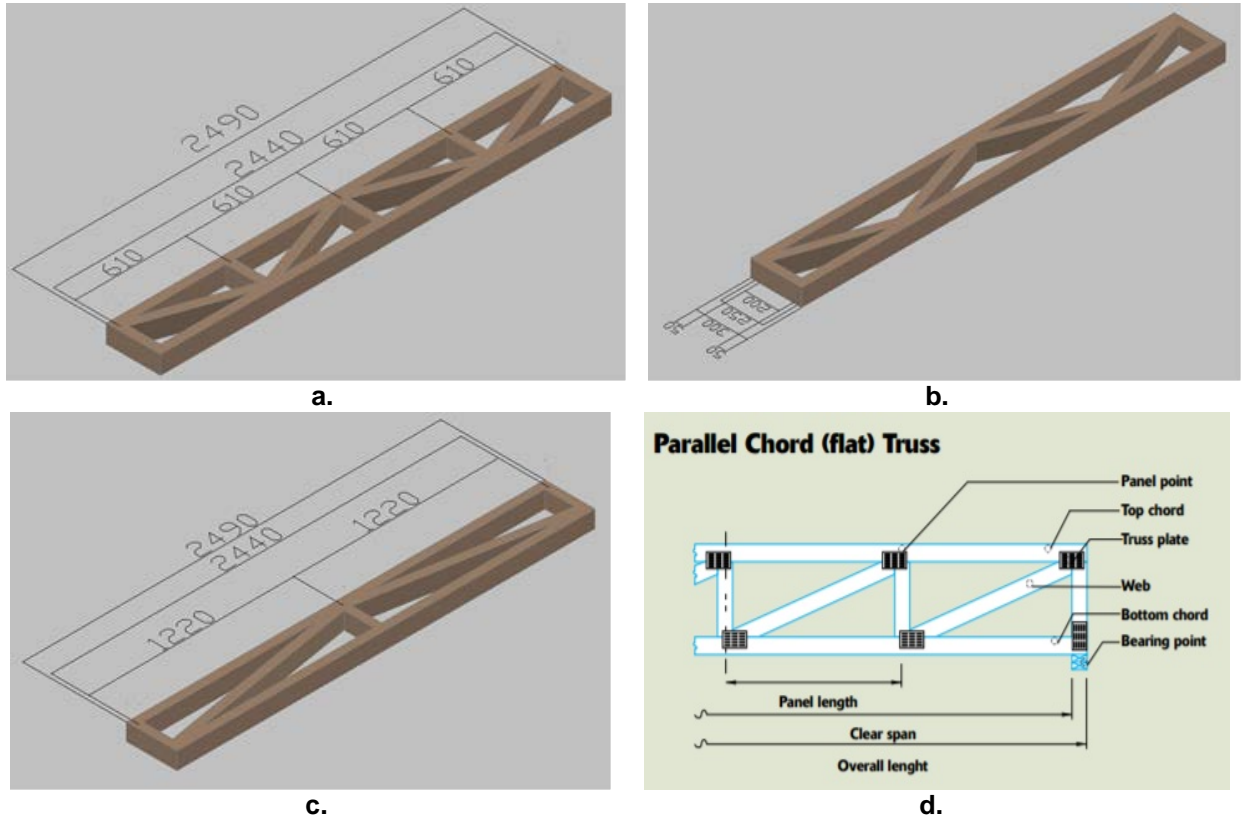 2490
2440
610
610
610
610
a.
50
300
250
200
50
b.
2490
2440
1220
1220
c.
Parallel Chord (flat) Truss
Panel point
Top chord
Truss plate
Web
Bottom chord
Bearing point
Panel length
Clear span
Overall lenght
d.